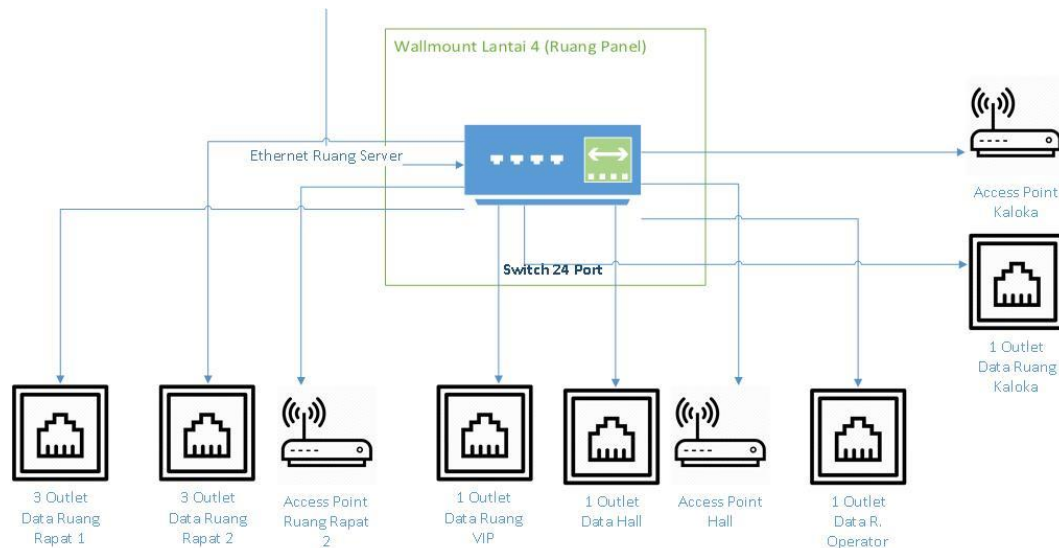 Wallmount Lantai 4 (Ruang Panel)
Ethernet Ruang Server
Switch 24 Port
Access Point
Kaloka
1 Outlet
Data Ruang
Kaloka
3 Outlet
Data Ruang
Rapat 1
3 Outlet
Data Ruang
Rapat 2
Access Point
Ruang Rapat
2
1 Outlet
Data Ruang
VIP
1 Outlet
Data Hall
Access Point
Hall
1 Outlet
Data R.
Operator